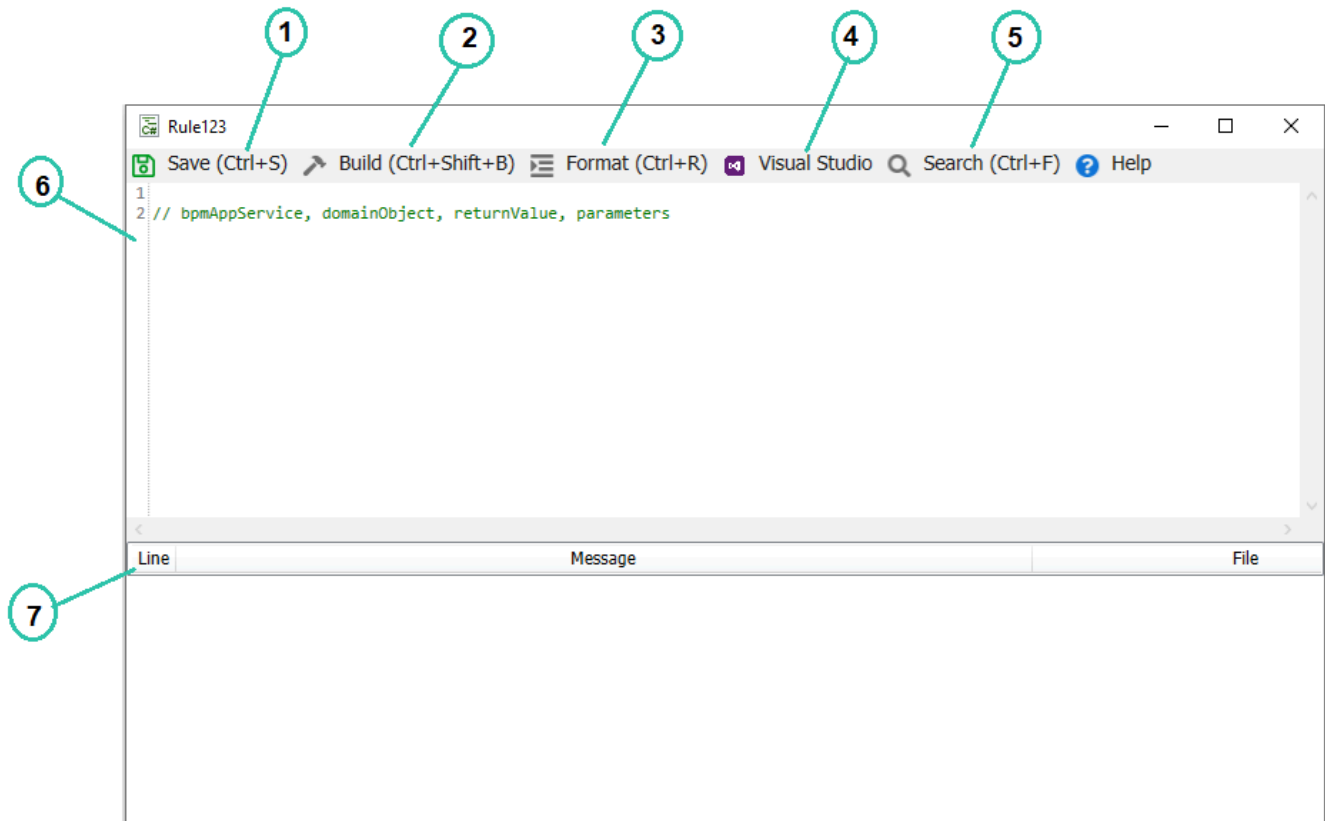 1 2 3 4 5
Rule123
Save (Ctrl+S) Build (Ctrl+Shift+B) Format (Ctrl+R) Visual Studio Search (Ctrl+F) Help
6
1
2 // bpmAppService, domainObject, returnValue, parameters
Line Message File
7